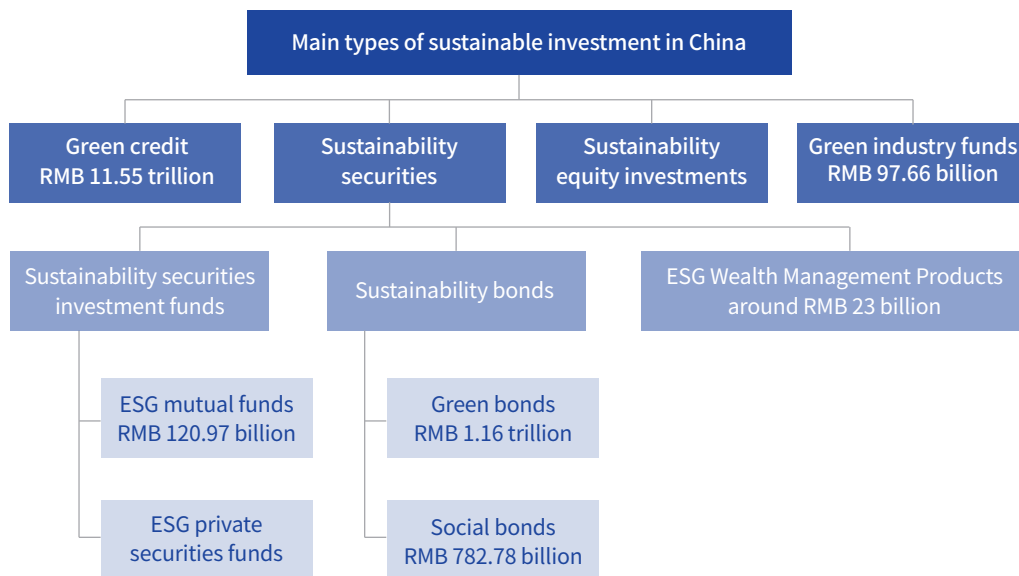 Main types of sustainable investment in China
Green credit
RMB 11.55 trillion
Sustainability
securities
Sustainability
equity investments
Green industry funds
RMB 97.66 billion
Sustainability securities
investment funds
Sustainability bonds
ESG Wealth Management Products
around RMB 23 billion
ESG mutual funds
RMB 120.97 billion
Green bonds
RMB 1.16 trillion
ESG private
securities funds
Social bonds
RMB 782.78 billion